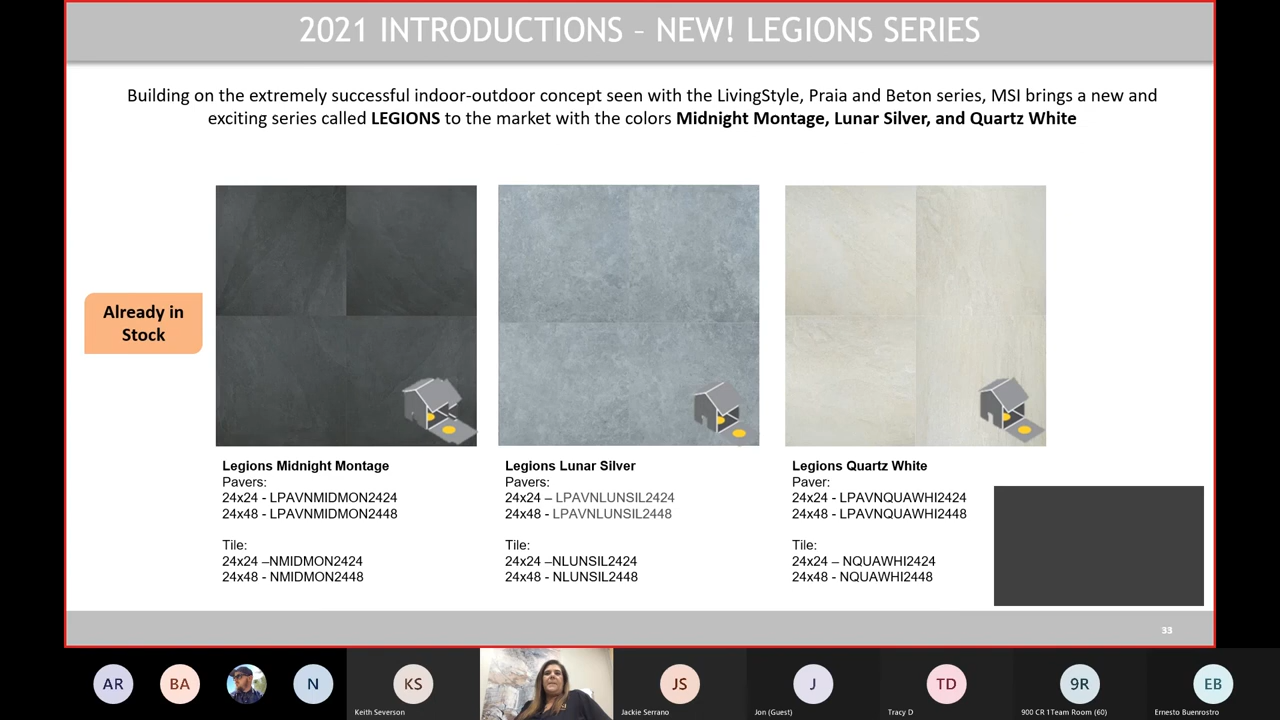 2021 INTRODUCTIONS – NEW! LEGIONS SERIES
Building on the extremely successful indoor-outdoor concept seen with the LivingStyle, Praia and Beton series, MSI brings a new and
exciting series called LEGIONS to the market with the colors Midnight Montage, Lunar Silver, and Quartz White
Already in
Stock
Legions Midnight Montage
Pavers:
24x24 - LPAVNMIDMON2424
24x48 - LPAVNMIDMON2448
Tile:
24x24 –NMIDMON2424
24x48 - NMIDMON2448
Legions Lunar Silver
Pavers:
24x24 – LPAVNLUNSIL2424
24x48 - LPAVNLUNSIL2448
Tile:
24x24 –NLUNSIL2424
24x48 - NLUNSIL2448
Legions Quartz White
Paver:
24x24 - LPAVNQUAWHI2424
24x48 - LPAVNQUAWHI2448
Tile:
24x24 – NQUAWHI2424
24x48 - NQUAWHI2448
33
AR
BA
N
KS
Keith Severson
JS
Jackie Serrano
J
Jon (Guest)
TD
Tracy D
9R
900 CR 1Team Room (60)
EB
Ernesto Buenrostro